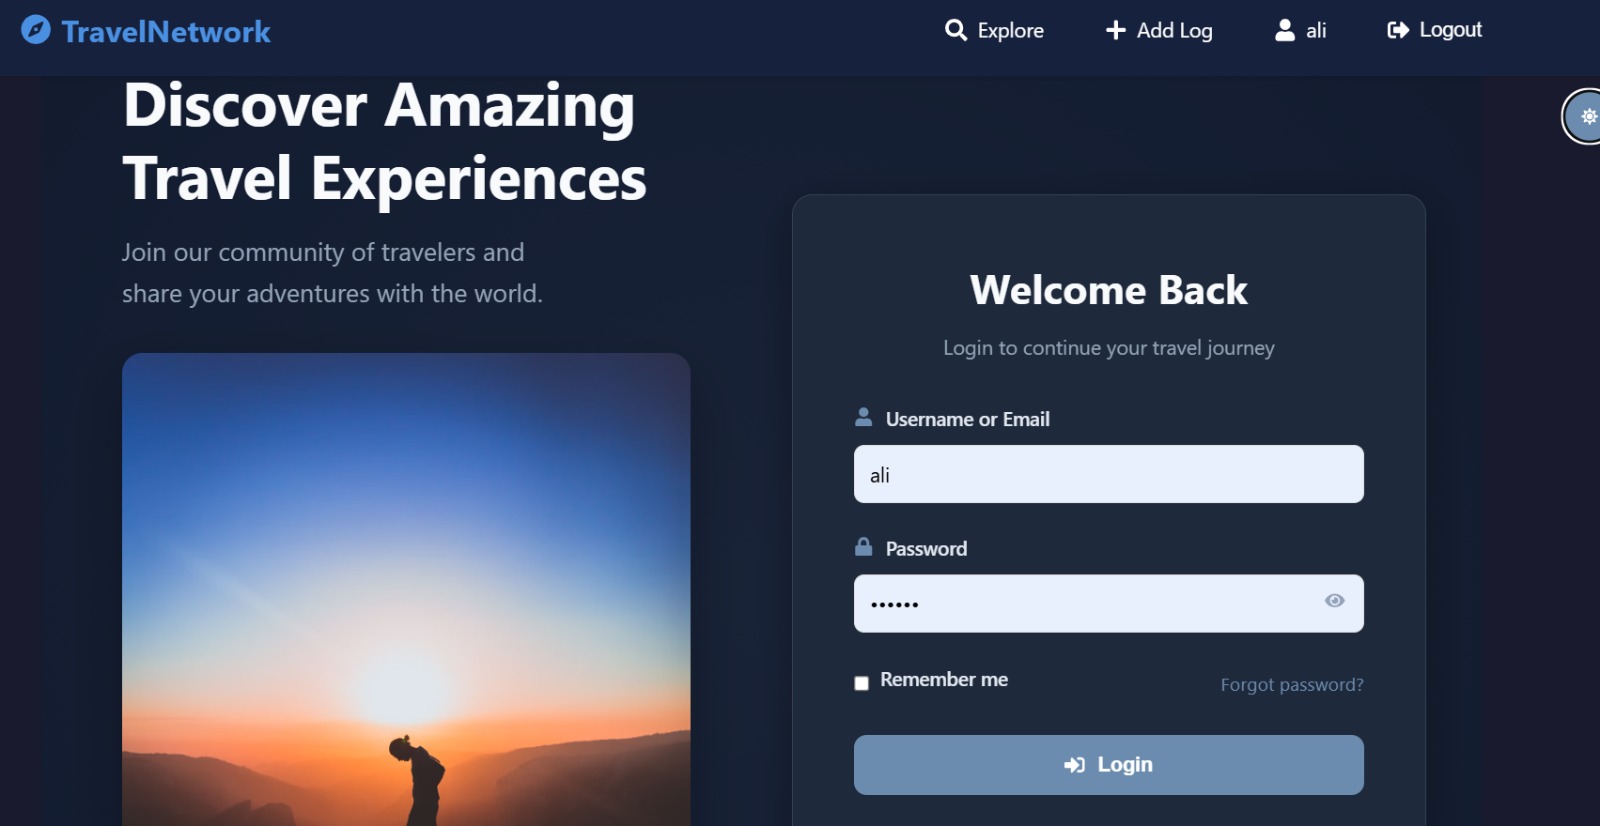 TravelNetwork
Explore
Add Log
ali
Logout
Discover Amazing
Travel Experiences
Join our community of travelers and
share your adventures with the world.
Welcome Back
Login to continue your travel journey
Username or Email
ali
Password
••••••
Remember me
Forgot password?
Login